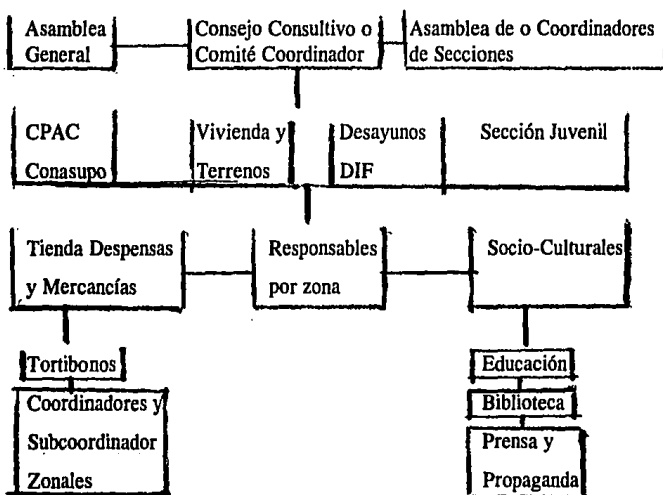 Asamblea
General
Consejo Consultivo o
Comité Coordinador
Asamblea de o Coordinadores
de Secciones
CPAC
Conasupo
Vivienda y
Terrenos
Desayunos
DIF
Sección Juvenil
Tienda Despensas
y Mercancías
Responsables
por zona
Socio-Culturales
Tortibonos
Coordinadores y
Subcoordinador
Zonales
Educación
Biblioteca
Prensa y
Propaganda